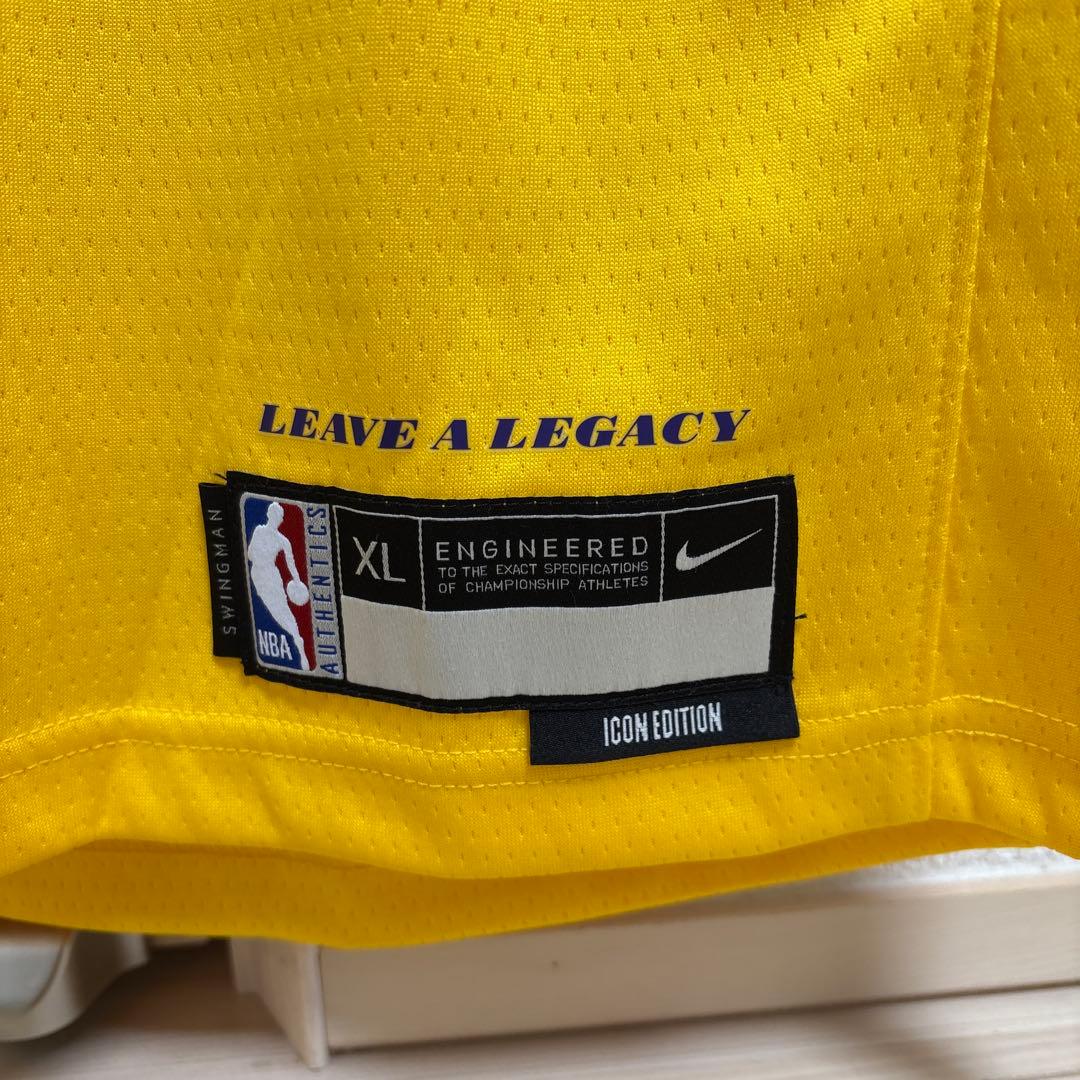 LEAVE A LEGACY
SWINGMAN
NBA
AUTHENTICS
XL
ENGINEERED
TO THE EXACT SPECIFICATIONS
OF CHAMPIONSHIP ATHLETES
ICON EDITION